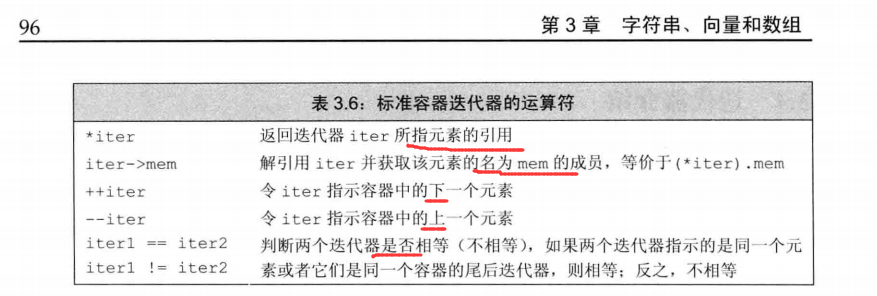 96
第 3 章 字符串、向量和数组
表 3.6：标准容器迭代器的运算符
*iter 返回迭代器 iter 所指元素的引用
iter->mem 解引用 iter 并获取该元素的名为 mem 的成员，等价于(*iter).mem
++iter 令 iter 指示容器中的下一个元素
--iter 令 iter 指示容器中的上一个元素
iter1 == iter2 判断两个迭代器是否相等（不相等），如果两个迭代器指示的是同一个元
iter1 != iter2 素或者它们是同一个容器的尾后迭代器，则相等；反之，不相等